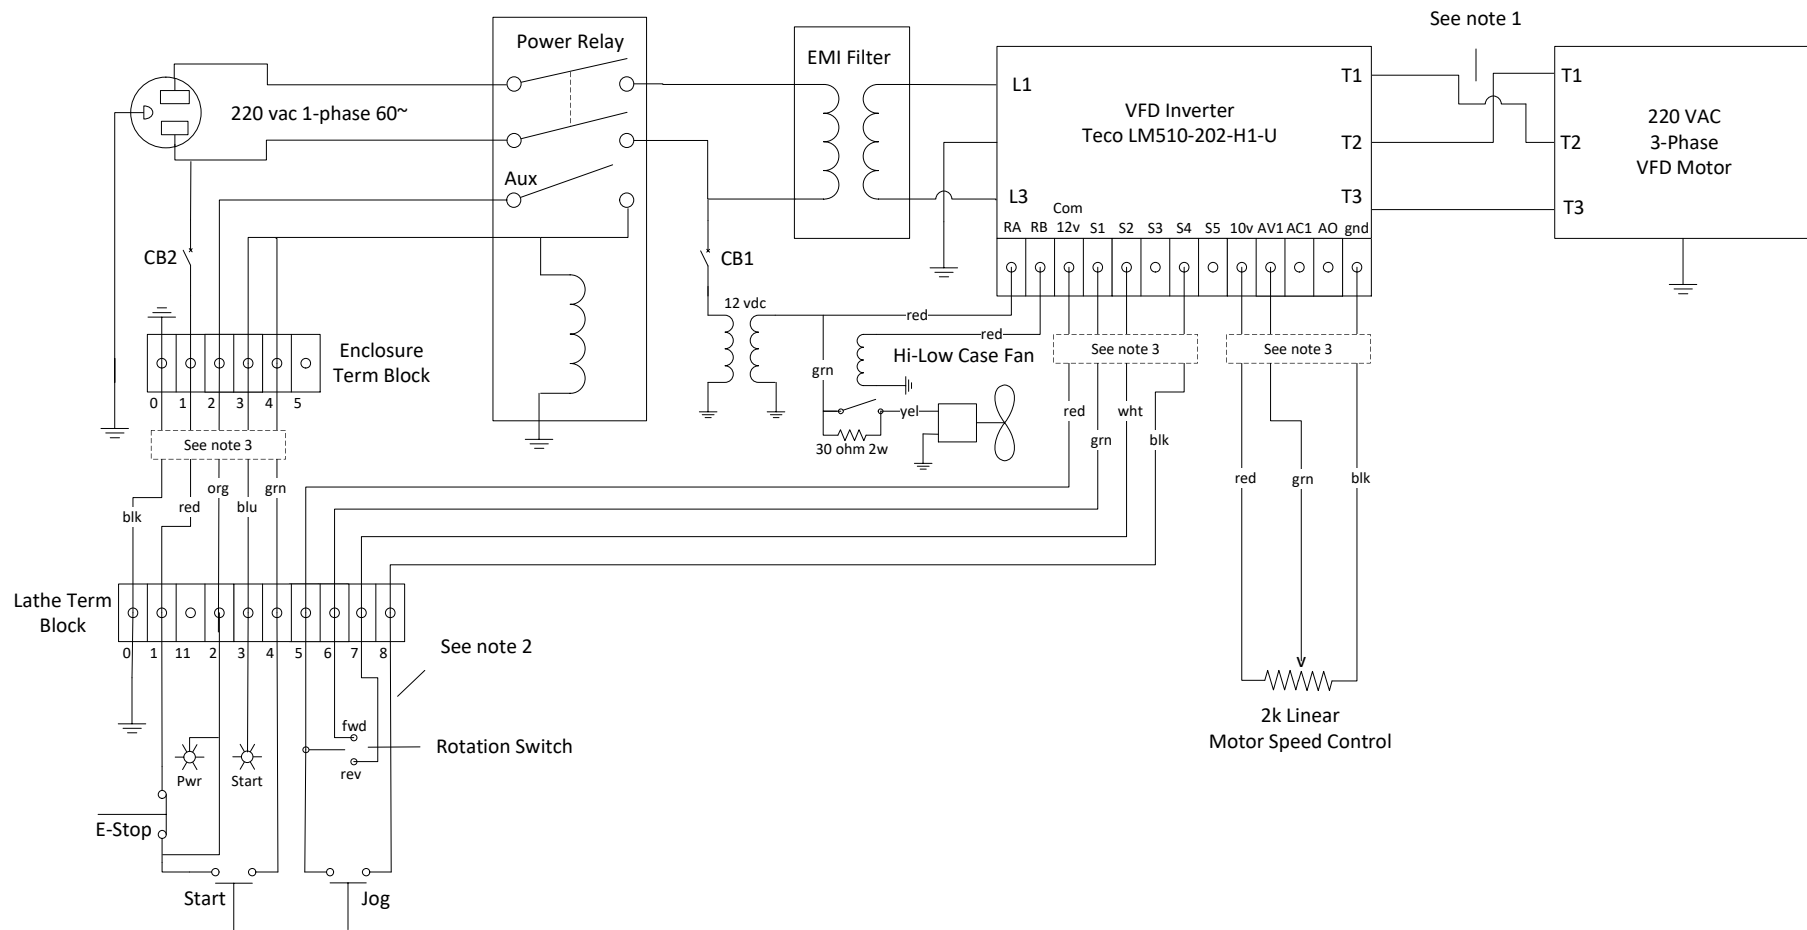 See note 1
Power Relay
EMI Filter
220 vac 1-phase 60~
Aux
L1
L3
VFD Inverter
Teco LM510-202-H1-U
T1
T2
T3
T1
T2
T3
220 VAC
3-Phase
VFD Motor
Com
RA RB 12v S1 S2 S3 S4 S5 10v AV1 AC1 AO gnd
CB2
CB1
12 vdc
red
red
Hi-Low Case Fan
grn
yel
30 ohm 2w
See note 3
See note 3
Enclosure
Term Block
0 1 2 3 4 5
See note 3
blk
red
org
blu
grn
red
grn
wht
blk
red
grn
blk
Lathe Term
Block
0 1 11 2 3 4 5 6 7 8
See note 2
fwd
rev
Rotation Switch
Pwr
Start
E-Stop
Start
Jog
2k Linear
Motor Speed Control